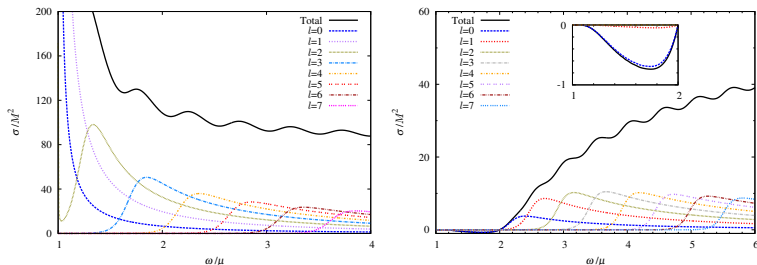 200
160
120
80
40
0
σ/M²
1
2
3
4
ω/μ
Total
l=0
l=1
l=2
l=3
l=4
l=5
l=6
l=7
60
40
20
0
σ/M²
1
2
3
4
5
6
ω/μ
Total
l=0
l=1
l=2
l=3
l=4
l=5
l=6
l=7
0
-1
1
2